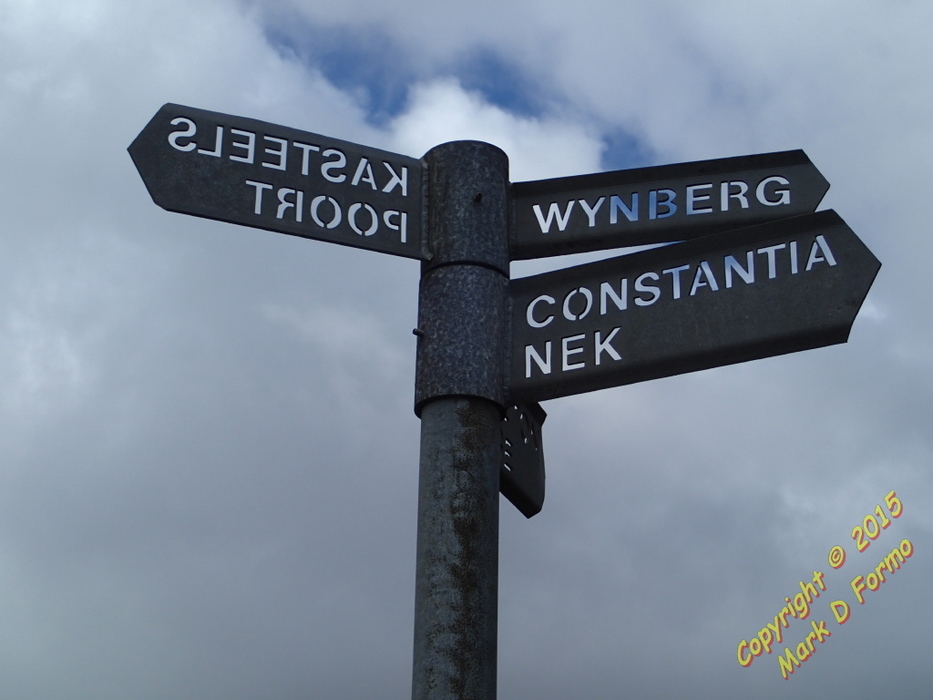 KASTEELS
POORT
WYNBERG
CONSTANTIA
NEK
Copyright © 2015
Mark D Formo